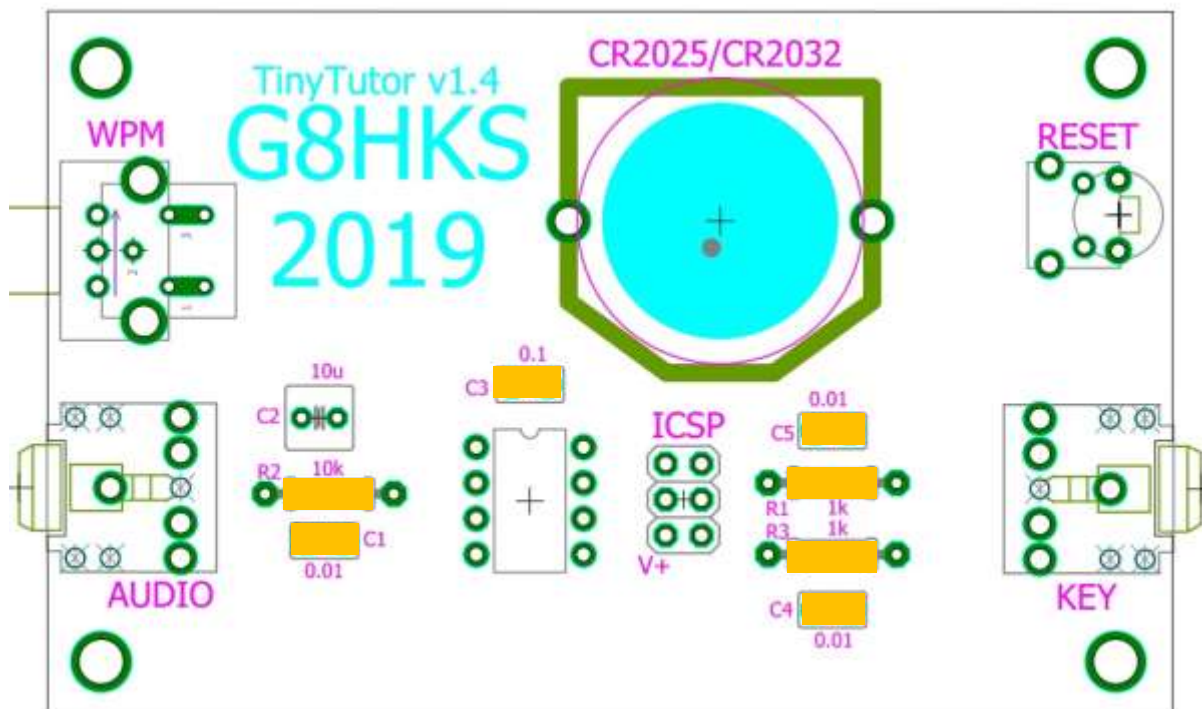 CR2025/CR2032
TinyTutor v1.4
G8HKS
2019
WPM
RESET
0.1
C3
10u
C2
0.01
C5
ICSP
R2
10k
R1
1k
R3
1k
C1
0.01
V+
C4
0.01
AUDIO
KEY